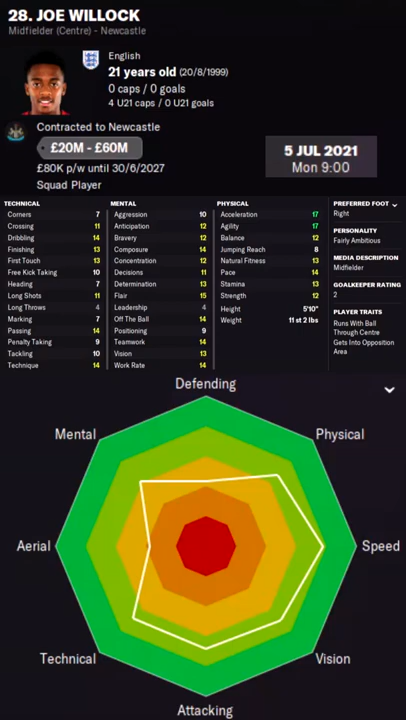 28. JOE WILLOCK
Midfielder (Centre) - Newcastle
English
21 years old (20/8/1999)
0 caps / 0 goals
4 U21 caps / 0 U21 goals
Contracted to Newcastle
£20M - £60M
£80K p/w until 30/6/2027
Squad Player
5 JUL 2021
Mon 9:00
TECHNICAL
Corners 7
Crossing 11
Dribbling 14
Finishing 13
First Touch 13
Free Kick Taking 10
Heading 7
Long Shots 11
Long Throws 4
Marking 7
Passing 14
Penalty Taking 9
Tackling 10
Technique 14
MENTAL
Aggression 10
Anticipation 12
Bravery 12
Composure 14
Concentration 12
Decisions 11
Determination 13
Flair 15
Leadership 4
Off The Ball 14
Positioning 9
Teamwork 14
Vision 13
Work Rate 14
PHYSICAL
Acceleration 17
Agility 17
Balance 12
Jumping Reach 8
Natural Fitness 13
Pace 14
Stamina 13
Strength 12
Height 5'10"
Weight 11 st 2 lbs
PREFERRED FOOT
Right
PERSONALITY
Fairly Ambitious
MEDIA DESCRIPTION
Midfielder
GOALKEEPER RATING
2
PLAYER TRAITS
Runs With Ball
Through Centre
Gets Into Opposition
Area
Defending
Mental
Physical
Aerial
Speed
Technical
Vision
Attacking